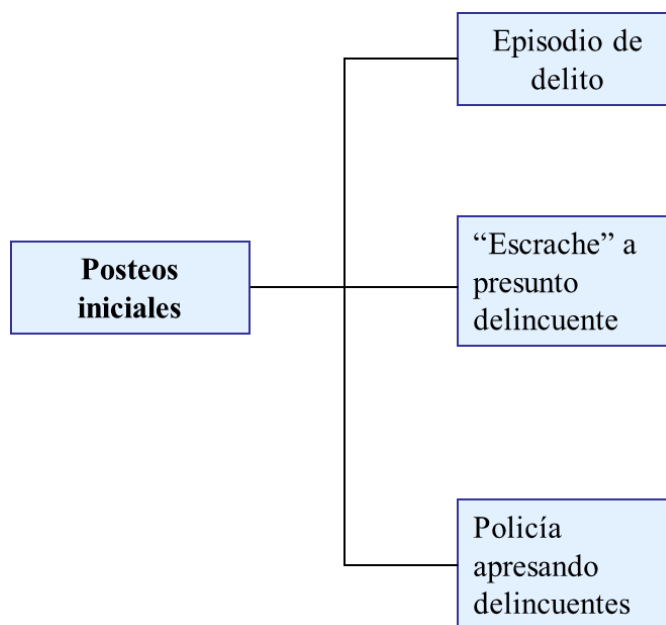 Episodio de
delito
“Escrache” a
presunto
delincuente
Posteos
iniciales
Policía
apresando
delincuentes